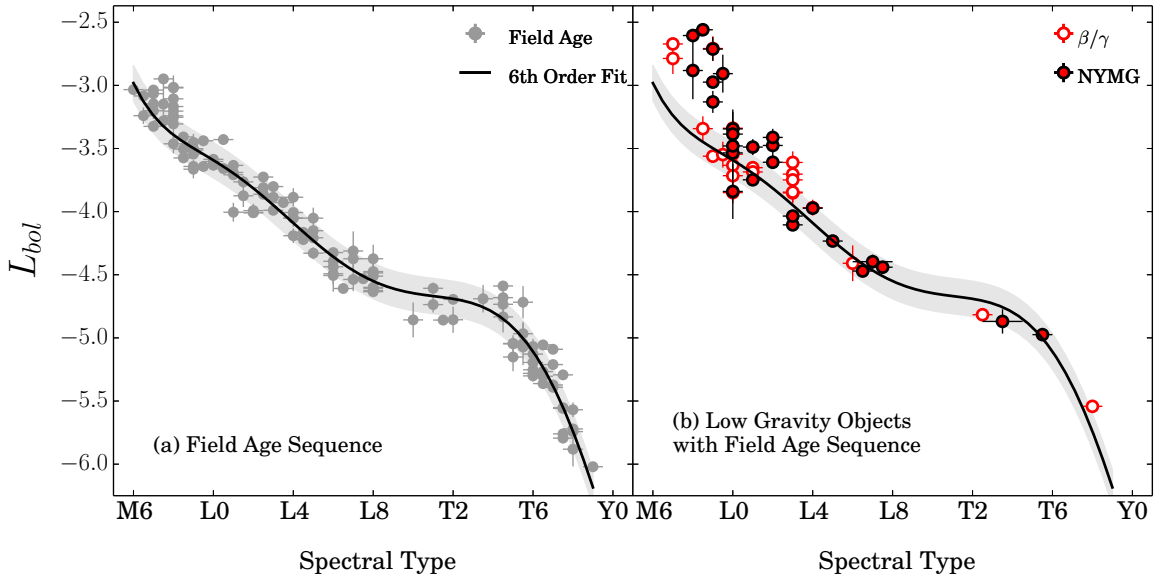 −2.5
−3.0
−3.5
−4.0
−4.5
−5.0
−5.5
−6.0
L_bol
Field Age
6th Order Fit
(a) Field Age Sequence
M6 L0 L4 L8 T2 T6 Y0
Spectral Type
β/γ
NYMG
(b) Low Gravity Objects
with Field Age Sequence
M6 L0 L4 L8 T2 T6 Y0
Spectral Type